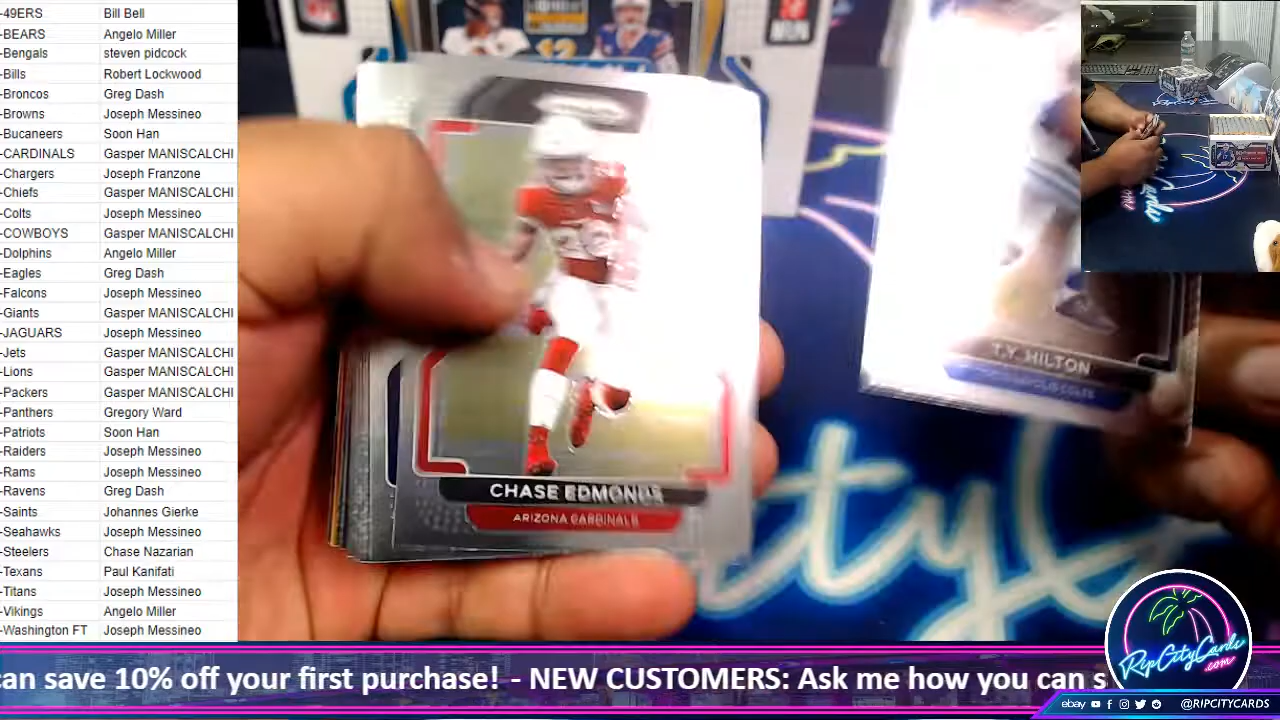 -49ERS Bill Bell
-BEARS Angelo Miller
-Bengals steven pidcock
-Bills Robert Lockwood
-Broncos Greg Dash
-Browns Joseph Messineo
-Bucaneers Soon Han
-CARDINALS Gasper MANISCALCHI
-Chargers Joseph Franzone
-Chiefs Gasper MANISCALCHI
-Colts Joseph Messineo
-COWBOYS Gasper MANISCALCHI
-Dolphins Angelo Miller
-Eagles Greg Dash
-Falcons Joseph Messineo
-Giants Gasper MANISCALCHI
-JAGUARS Joseph Messineo
-Jets Gasper MANISCALCHI
-Lions Gasper MANISCALCHI
-Packers Gasper MANISCALCHI
-Panthers Gregory Ward
-Patriots Soon Han
-Raiders Joseph Messineo
-Rams Joseph Messineo
-Ravens Greg Dash
-Saints Johannes Gierke
-Seahawks Joseph Messineo
-Steelers Chase Nazarian
-Texans Paul Kanifati
-Titans Joseph Messineo
-Vikings Angelo Miller
-Washington FT Joseph Messineo
NFL
12
T.Y. HILTON
CHASE EDMONDS
ARIZONA CARDINALS
RipCityCards
.com
can save 10% off your first purchase! - NEW CUSTOMERS: Ask me how you can s
ebay @RIPCITYCARDS